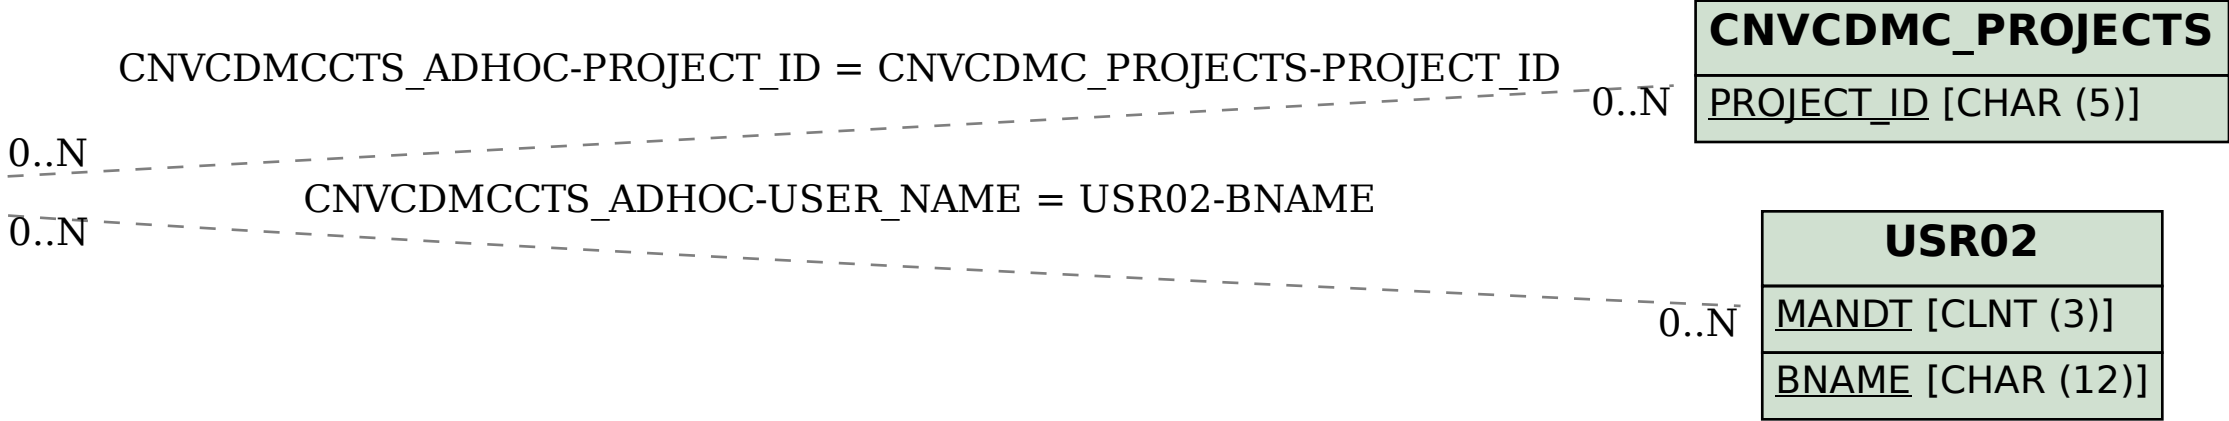 CNVCDMCCTS_ADHOC-PROJECT_ID = CNVCDMC_PROJECTS-PROJECT_ID
0..N
0..N
CNVCDMC_PROJECTS
PROJECT_ID [CHAR (5)]
CNVCDMCCTS_ADHOC-USER_NAME = USR02-BNAME
0..N
0..N
USR02
MANDT [CLNT (3)]
BNAME [CHAR (12)]